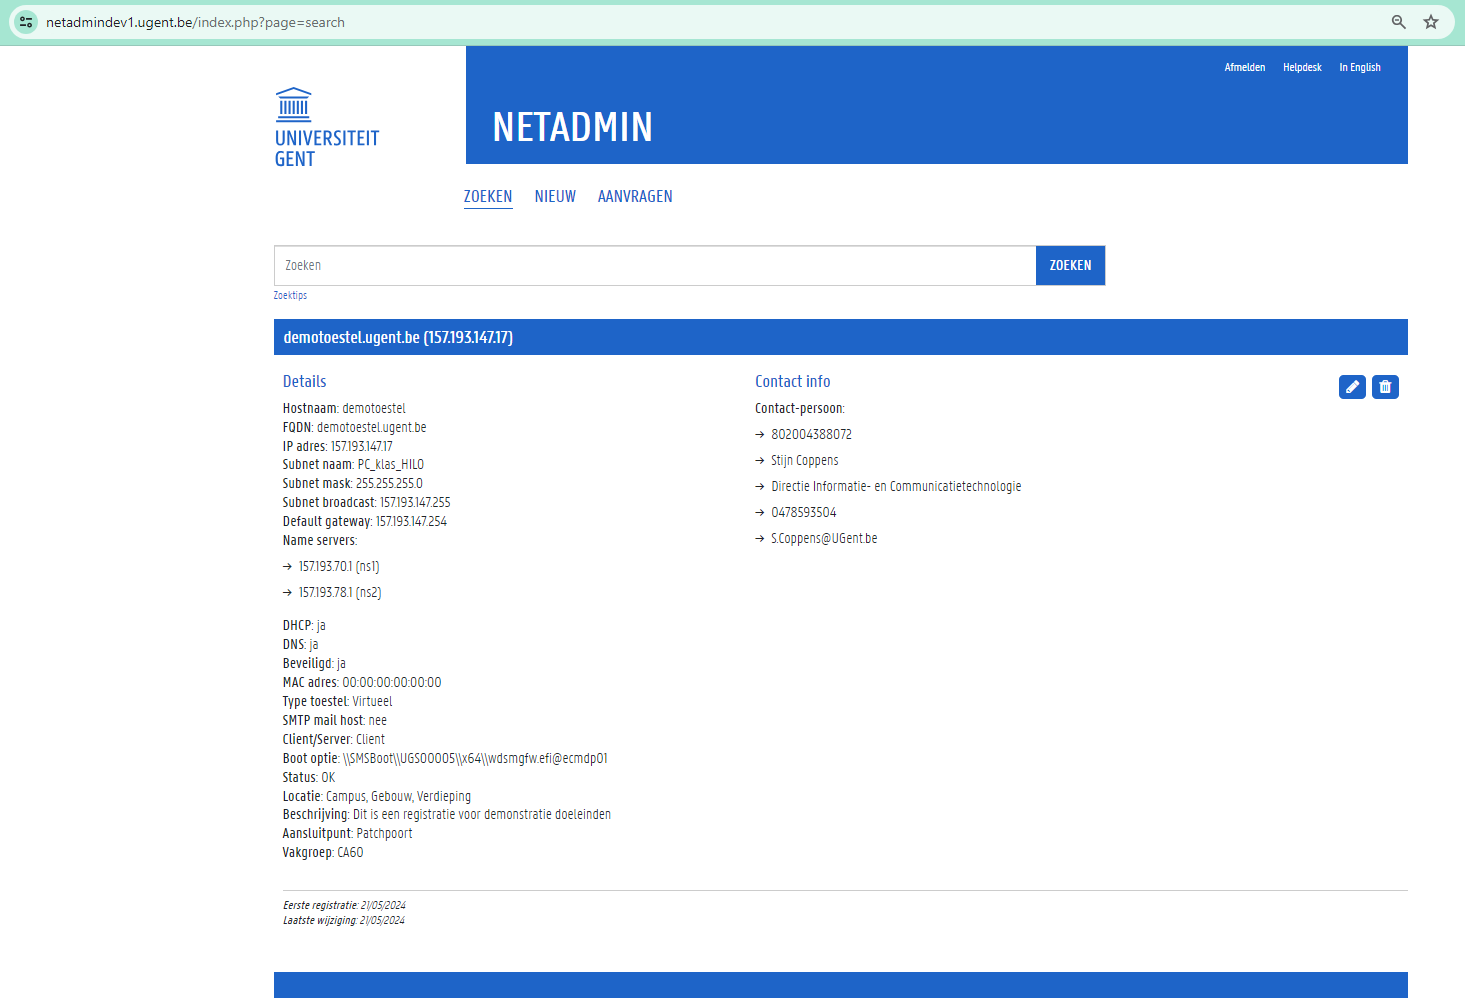 netadmindev1.ugent.be/index.php?page=search
Afmelden Helpdesk In English
NETADMIN
UNIVERSITEIT
GENT
ZOEKEN NIEUW AANVRAGEN
Zoeken ZOEKEN
Zoektips
demotoestel.ugent.be (157.193.147.17)
Details
Hostnaam: demotoestel
FQDN: demotoestel.ugent.be
IP adres: 157.193.147.17
Subnet naam: PC_klas_HILO
Subnet mask: 255.255.255.0
Subnet broadcast: 157.193.147.255
Default gateway: 157.193.147.254
Name servers:
→ 157.193.70.1 (ns1)
→ 157.193.78.1 (ns2)
DHCP: ja
DNS: ja
Beveiligd: ja
MAC adres: 00:00:00:00:00:00
Type toestel: Virtueel
SMTP mail host: nee
Client/Server: Client
Boot optie: \\SMSBoot\\UGS00005\\x64\\wdsmgfw.efi@ecmdp01
Status: OK
Locatie: Campus, Gebouw, Verdieping
Beschrijving: Dit is een registratie voor demonstratie doeleinden
Aansluitpunt: Patchpoort
Vakgroep: CA60
Contact info
Contact-persoon:
→ 802004388072
→ Stijn Coppens
→ Directie Informatie- en Communicatietechnologie
→ 0478593504
→ S.Coppens@UGent.be
Eerste registratie: 21/05/2024
Laatste wijziging: 21/05/2024